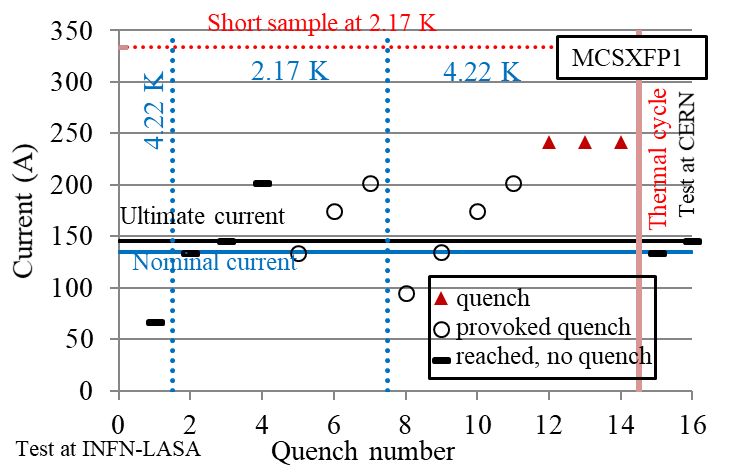 Short sample at 2.17 K
MCSXFP1
350
300
250
200
150
100
50
0
Current (A)
4.22 K
2.17 K
4.22 K
Thermal cycle
Test at CERN
Ultimate current
Nominal current
quench
provoked quench
reached, no quench
0 2 4 6 8 10 12 14 16
Test at INFN-LASA
Quench number